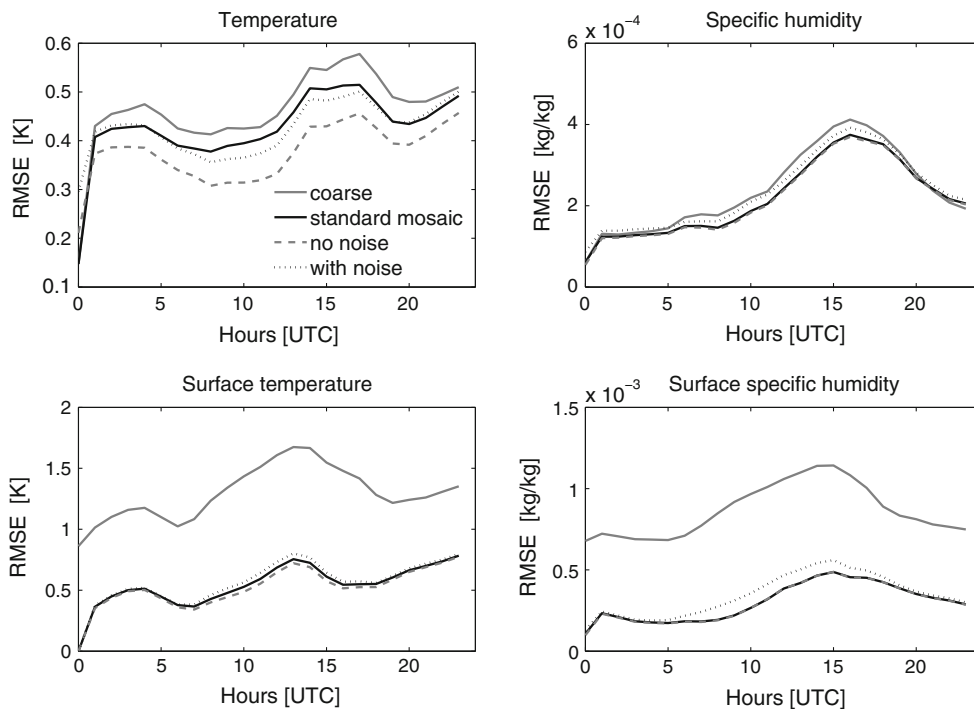 Temperature
RMSE [K]
0.6
0.5
0.4
0.3
0.2
0.1
coarse
standard mosaic
no noise
with noise
0 5 10 15 20
Hours [UTC]
Specific humidity
x 10⁻⁴
RMSE [kg/kg]
6
4
2
0
0 5 10 15 20
Hours [UTC]
Surface temperature
RMSE [K]
2
1.5
1
0.5
0
0 5 10 15 20
Hours [UTC]
Surface specific humidity
x 10⁻³
RMSE [kg/kg]
1.5
1
0.5
0
0 5 10 15 20
Hours [UTC]